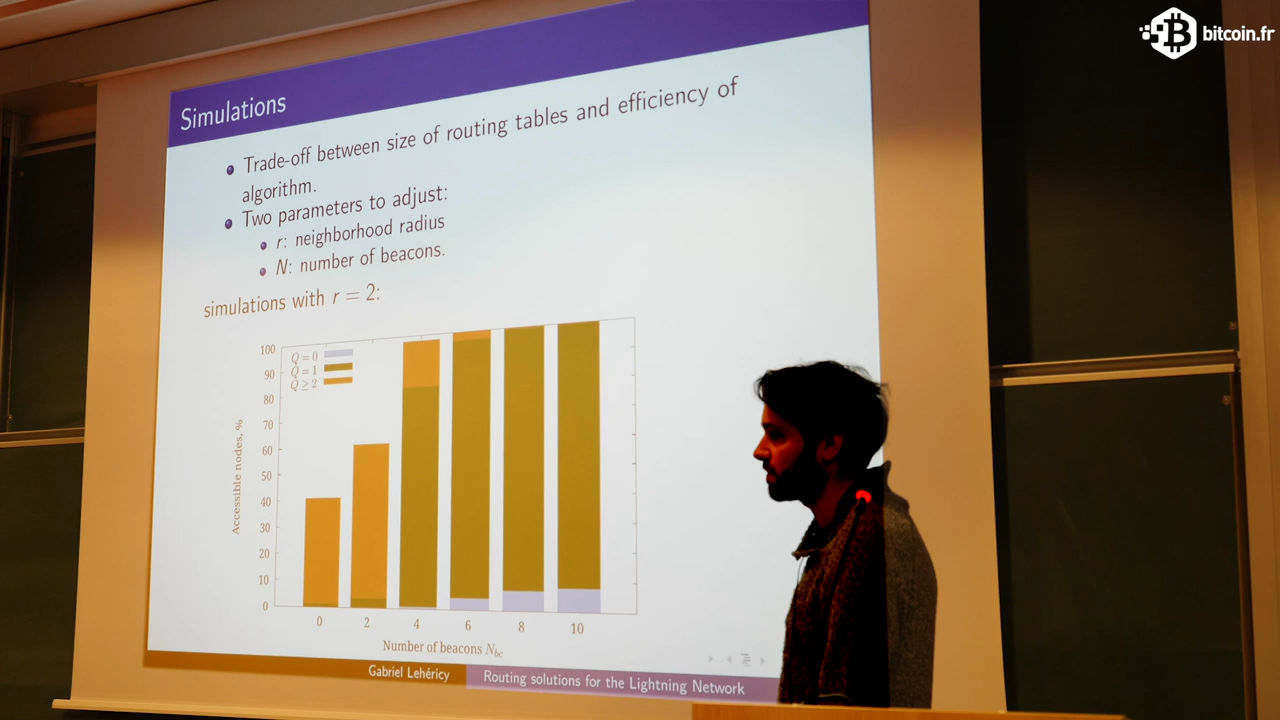 bitcoin.fr
Simulations
Trade-off between size of routing tables and efficiency of
algorithm.
Two parameters to adjust:
r: neighborhood radius
N: number of beacons.
simulations with r = 2:
100
90
80
70
60
50
40
30
20
10
0
Q = 0
Q = 1
Q ≥ 2
Accessible nodes, %
0 2 4 6 8 10
Number of beacons N_bc
Gabriel Lehéricy
Routing solutions for the Lightning Network